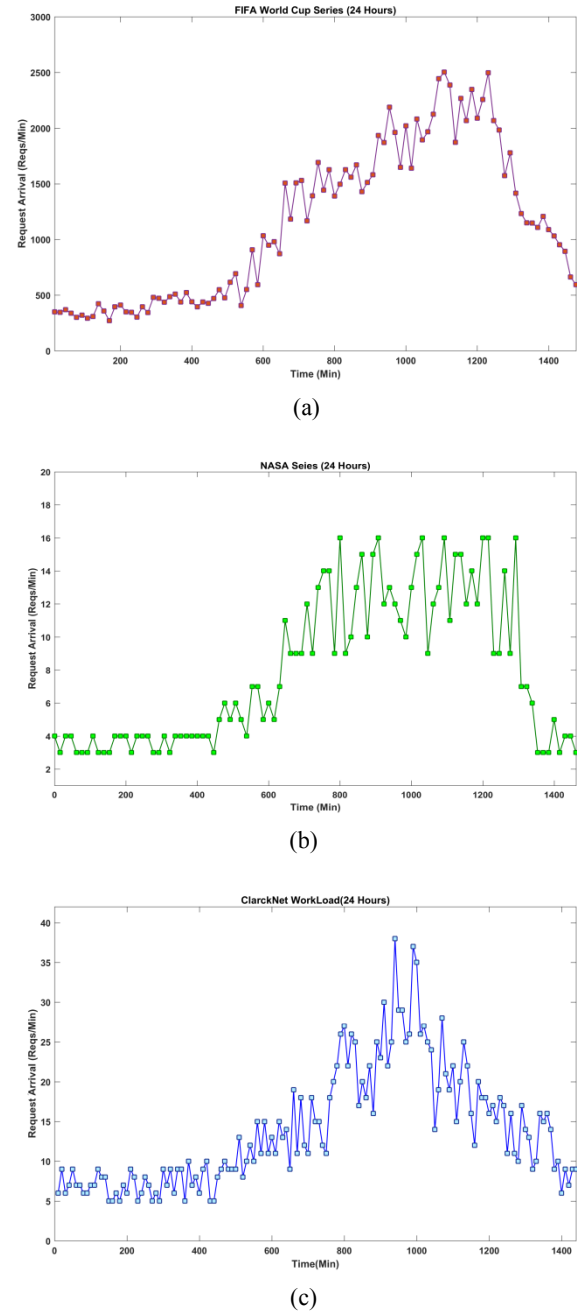 FIFA World Cup Series (24 Hours)
3000
2500
2000
1500
1000
500
0
Request Arrival (Reqs/Min)
200 400 600 800 1000 1200 1400
Time (Min)
(a)
NASA Seies (24 Hours)
20
18
16
14
12
10
8
6
4
2
Request Arrival (Reqs/Min)
0 200 400 600 800 1000 1200 1400
Time (Min)
(b)
ClarckNet WorkLoad(24 Hours)
40
35
30
25
20
15
10
5
0
Request Arrival (Reqs/Min)
0 200 400 600 800 1000 1200 1400
Time(Min)
(c)